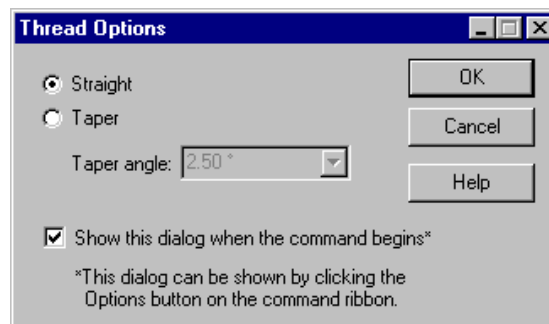 Thread Options
Straight
OK
Taper
Cancel
Taper angle: 2.50 °
Help
Show this dialog when the command begins*
*This dialog can be shown by clicking the
Options button on the command ribbon.